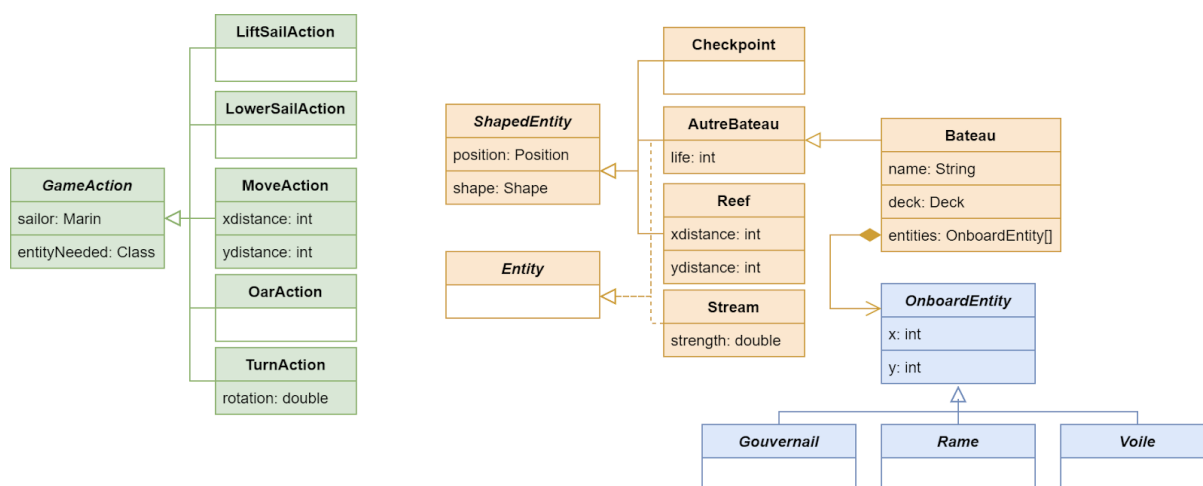 LiftSailAction
LowerSailAction
GameAction
sailor: Marin
entityNeeded: Class
MoveAction
xdistance: int
ydistance: int
OarAction
TurnAction
rotation: double
Checkpoint
ShapedEntity
position: Position
shape: Shape
AutreBateau
life: int
Bateau
name: String
deck: Deck
entities: OnboardEntity[]
Reef
xdistance: int
ydistance: int
Entity
Stream
strength: double
OnboardEntity
x: int
y: int
Gouvernail
Rame
Voile